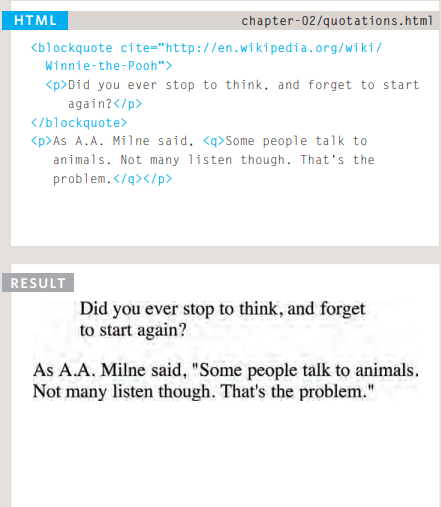 HTML chapter-02/quotations.html
<blockquote cite="http://en.wikipedia.org/wiki/
Winnie-the-Pooh">
<p>Did you ever stop to think, and forget to start
again?</p>
</blockquote>
<p>As A.A. Milne said, <q>Some people talk to
animals. Not many listen though. That's the
problem.</q></p>
RESULT
Did you ever stop to think, and forget
to start again?
As A.A. Milne said, "Some people talk to animals.
Not many listen though. That's the problem."